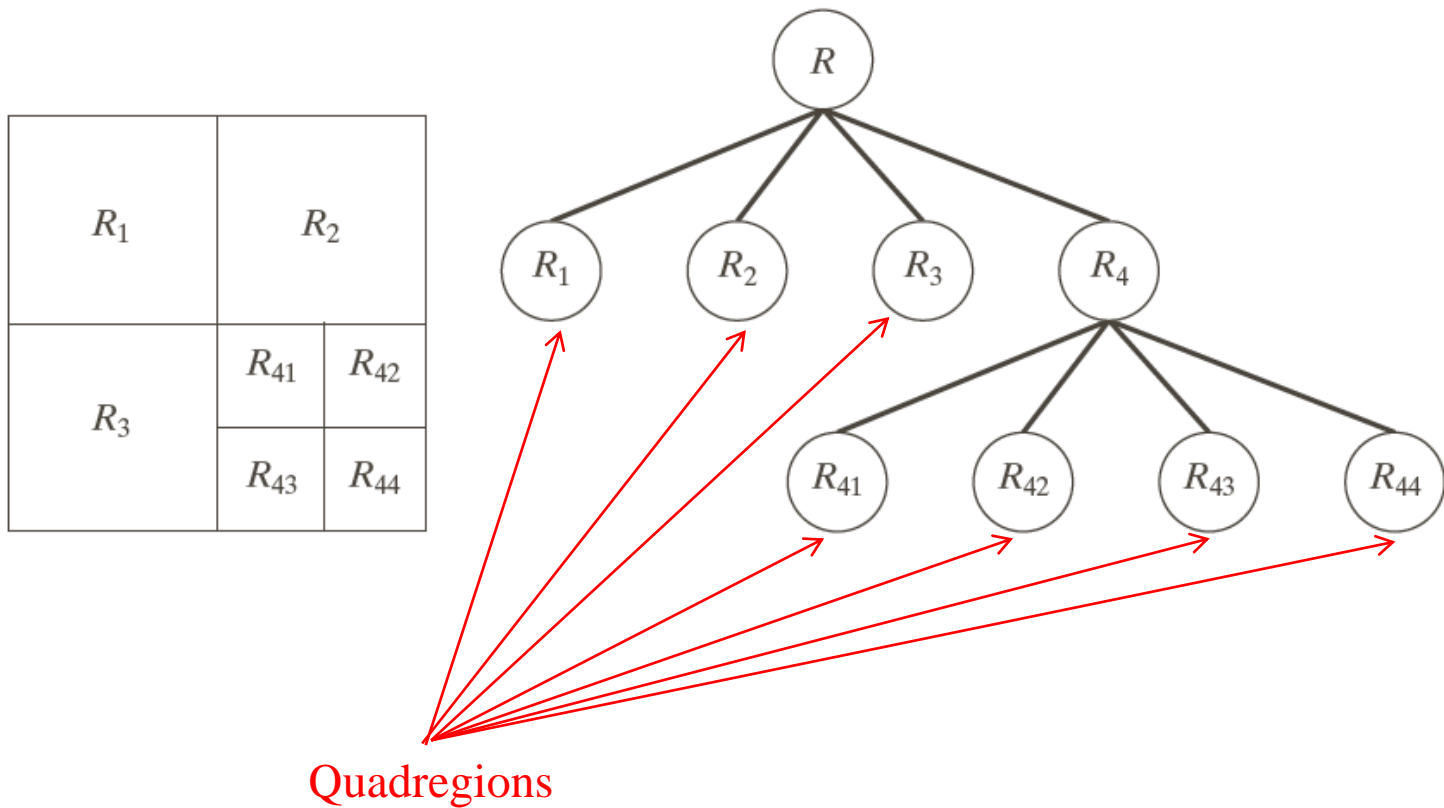 R
R₁ R₂
R₁ R₂ R₃ R₄
R₄₁ R₄₂
R₃
R₄₃ R₄₄
R₄₁ R₄₂ R₄₃ R₄₄
Quadregions